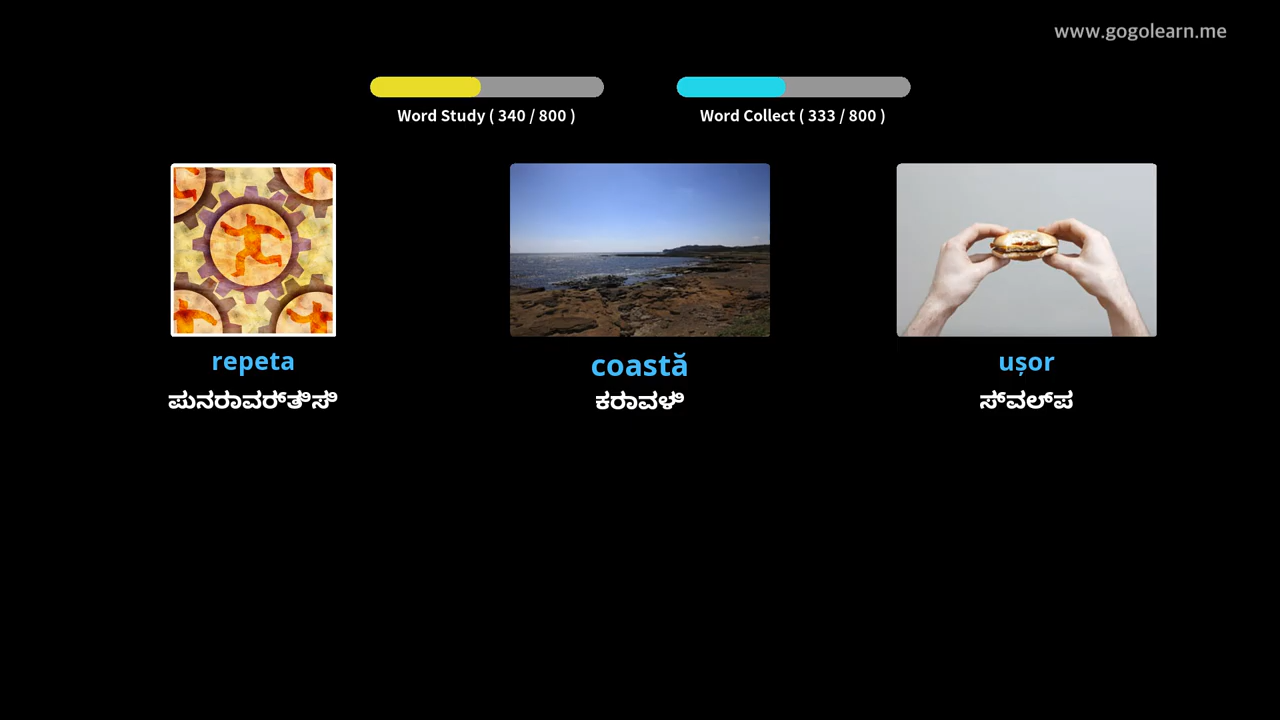 www.gogolearn.me
Word Study ( 340 / 800 )
Word Collect ( 333 / 800 )
repeta
coastă
ușor
ಪುನರಾವರ್ತಿಸಿ
ಕರಾವಳಿ
ಸ್ವಲ್ಪ